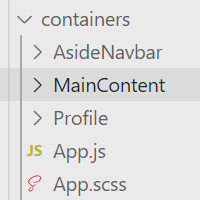 containers
AsideNavbar
MainContent
Profile
JS App.js
App.scss